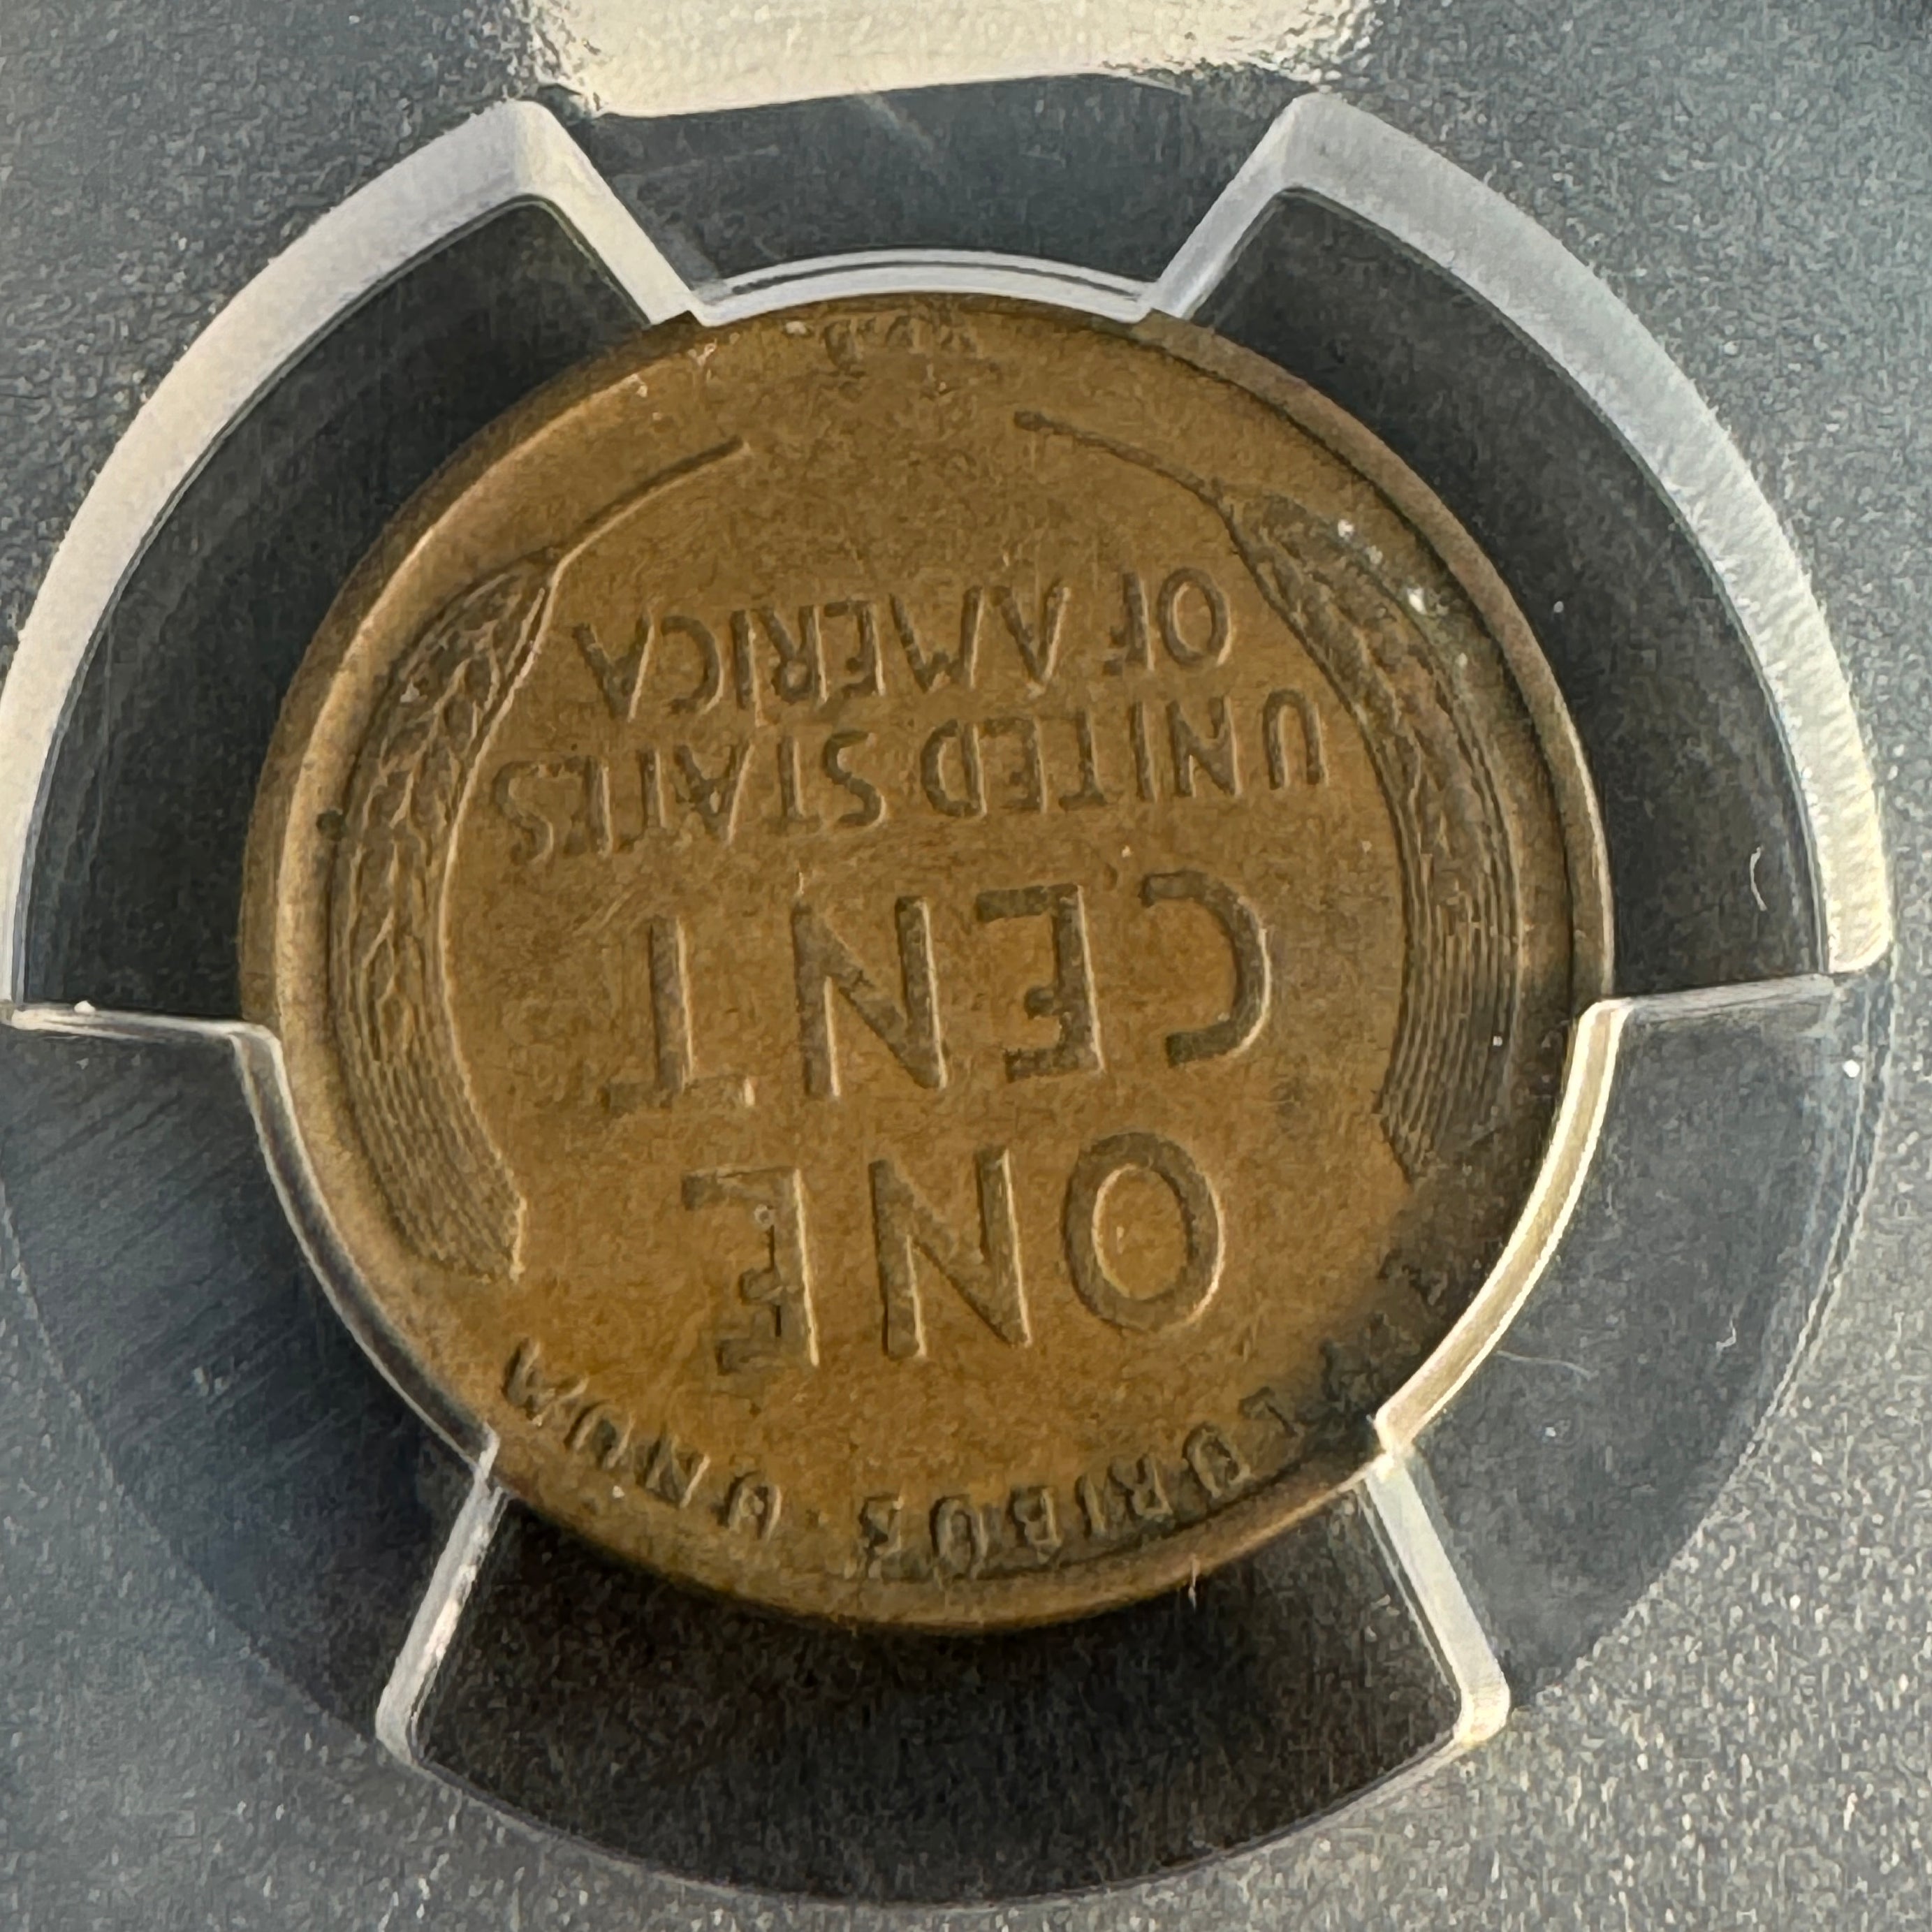 E PLURIBUS UNUM
ONE
CENT
UNITED STATES
OF AMERICA
V.D.B.